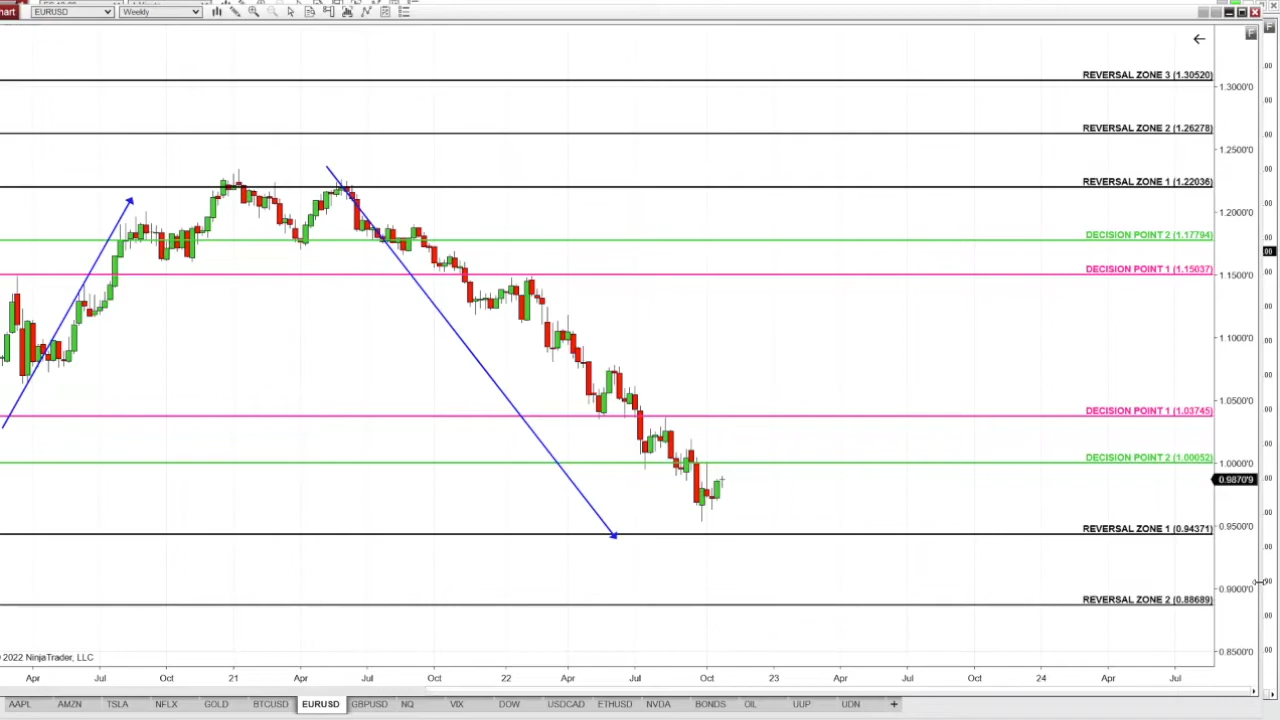 EURUSD Weekly
REVERSAL ZONE 3 (1.30520)
1.3000'0
REVERSAL ZONE 2 (1.26278)
1.2500'0
REVERSAL ZONE 1 (1.22036)
1.2000'0
DECISION POINT 2 (1.17794)
DECISION POINT 1 (1.15037)
1.1500'0
1.1000'0
1.0500'0
DECISION POINT 1 (1.03745)
DECISION POINT 2 (1.00052)
1.0000'0
0.9870'9
REVERSAL ZONE 1 (0.94371)
0.9500'0
0.9000'0
REVERSAL ZONE 2 (0.88689)
0.8500'0
© 2022 NinjaTrader, LLC
Apr Jul Oct 21 Apr Jul Oct 22 Apr Jul Oct 23 Apr Jul Oct 24 Apr Jul
AAPL AMZN TSLA NFLX GOLD BTCUSD EURUSD GBPUSD NQ VIX DOW USDCAD ETHUSD NVDA BONDS OIL UUP UDN +